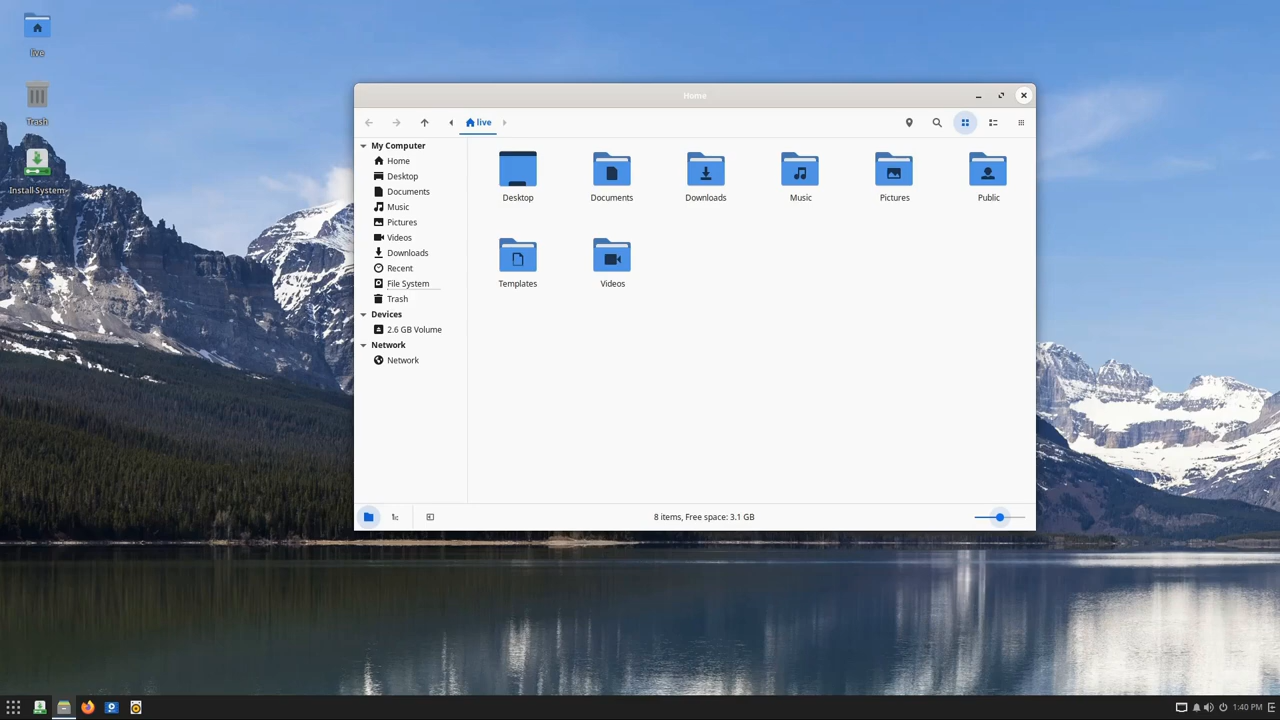 live
Trash
Install System
Home
live
My Computer
Home
Desktop
Documents
Music
Pictures
Videos
Downloads
Recent
File System
Trash
Devices
2.6 GB Volume
Network
Network
Desktop
Documents
Downloads
Music
Pictures
Public
Templates
Videos
8 items, Free space: 3.1 GB
1:40 PM